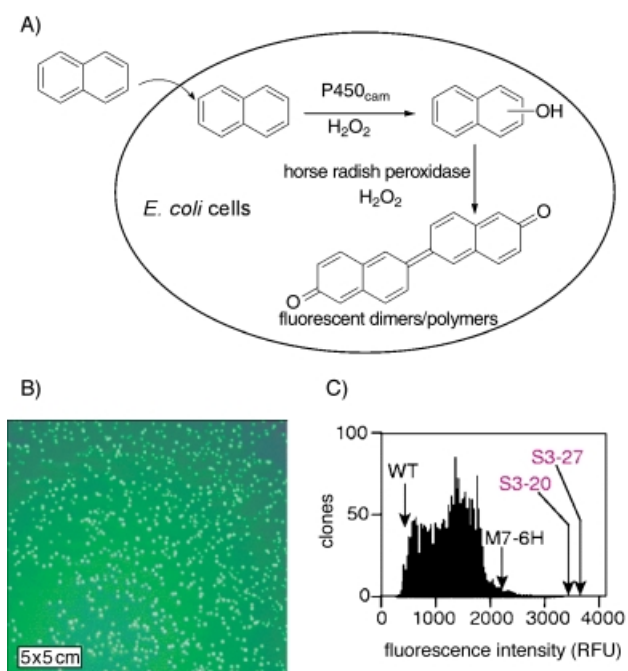 A)
P450cam
H2O2
OH
horse radish peroxidase
H2O2
E. coli cells
O
O
fluorescent dimers/polymers
B)
5x5cm
C)
100
50
0
clones
WT
M7-6H
S3-20
S3-27
0 1000 2000 3000 4000
fluorescence intensity (RFU)